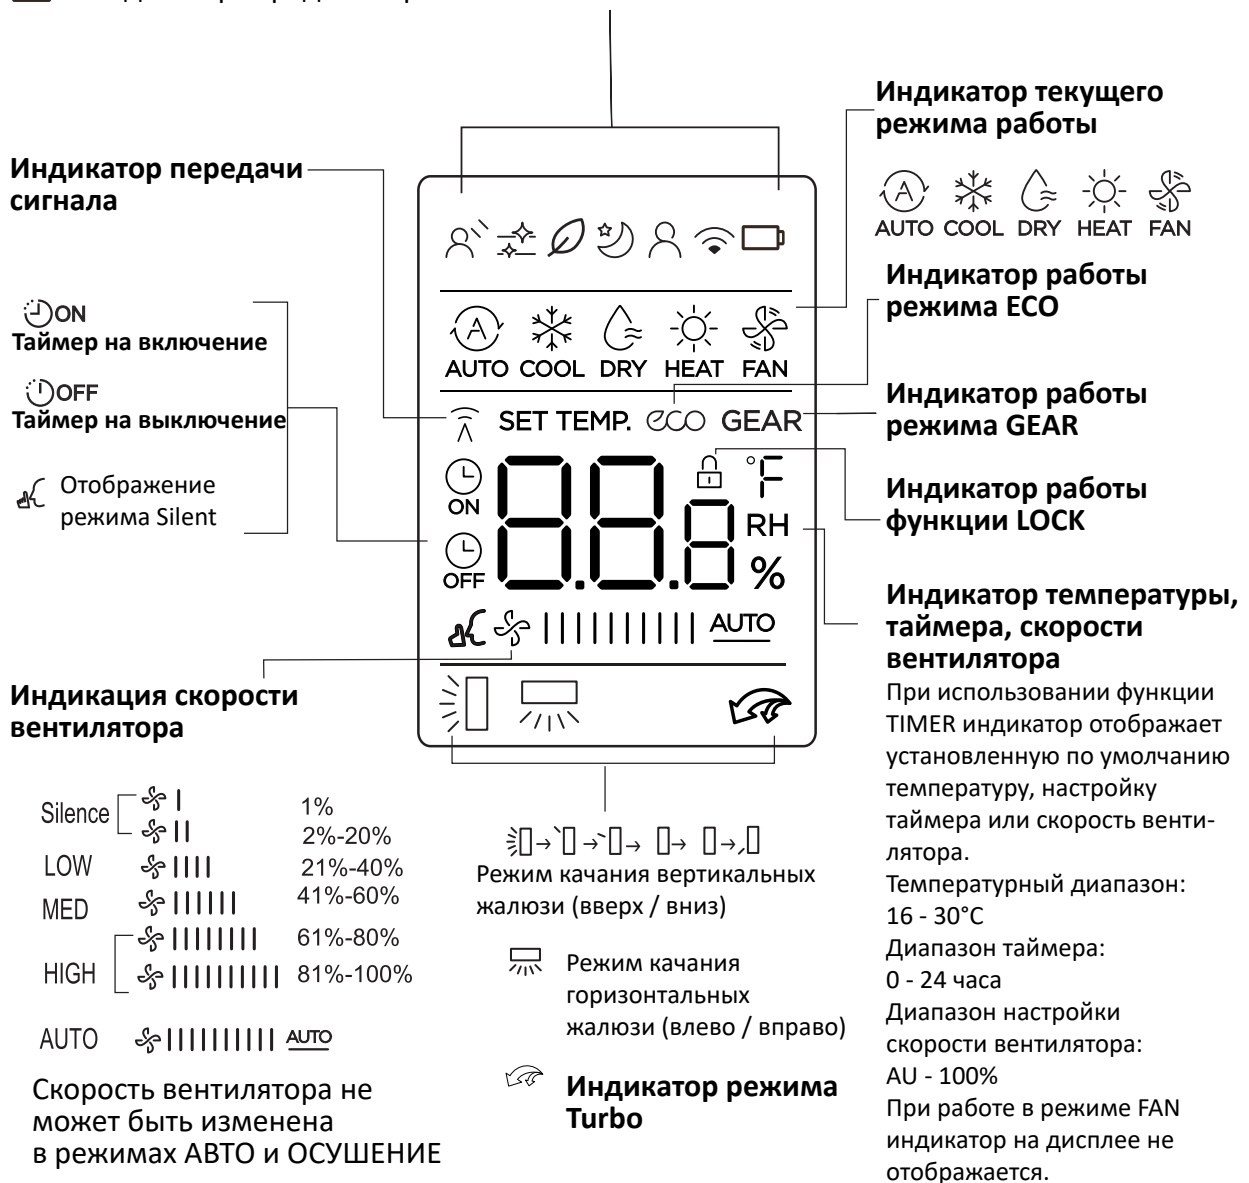 Индикатор текущего
режима работы
AUTO COOL DRY HEAT FAN
Индикатор передачи
сигнала
ON
Таймер на включение
OFF
Таймер на выключение
Отображение
режима Silent
AUTO COOL DRY HEAT FAN
SET TEMP. eco GEAR
ON
OFF
88.8
°F
RH
%
AUTO
Индикатор работы
режима ECO
Индикатор работы
режима GEAR
Индикатор работы
функции LOCK
Индикатор температуры,
таймера, скорости
вентилятора
При использовании функции
TIMER индикатор отображает
установленную по умолчанию
температуру, настройку
таймера или скорость венти-
лятора.
Температурный диапазон:
16 - 30°C
Диапазон таймера:
0 - 24 часа
Диапазон настройки
скорости вентилятора:
AU - 100%
При работе в режиме FAN
индикатор на дисплее не
отображается.
Индикация скорости
вентилятора
Silence 1%
2%-20%
LOW 21%-40%
MED 41%-60%
HIGH 61%-80%
81%-100%
AUTO AUTO
Скорость вентилятора не
может быть изменена
в режимах АВТО и ОСУШЕНИЕ
Режим качания вертикальных
жалюзи (вверх / вниз)
Режим качания
горизонтальных
жалюзи (влево / вправо)
Индикатор режима
Turbo